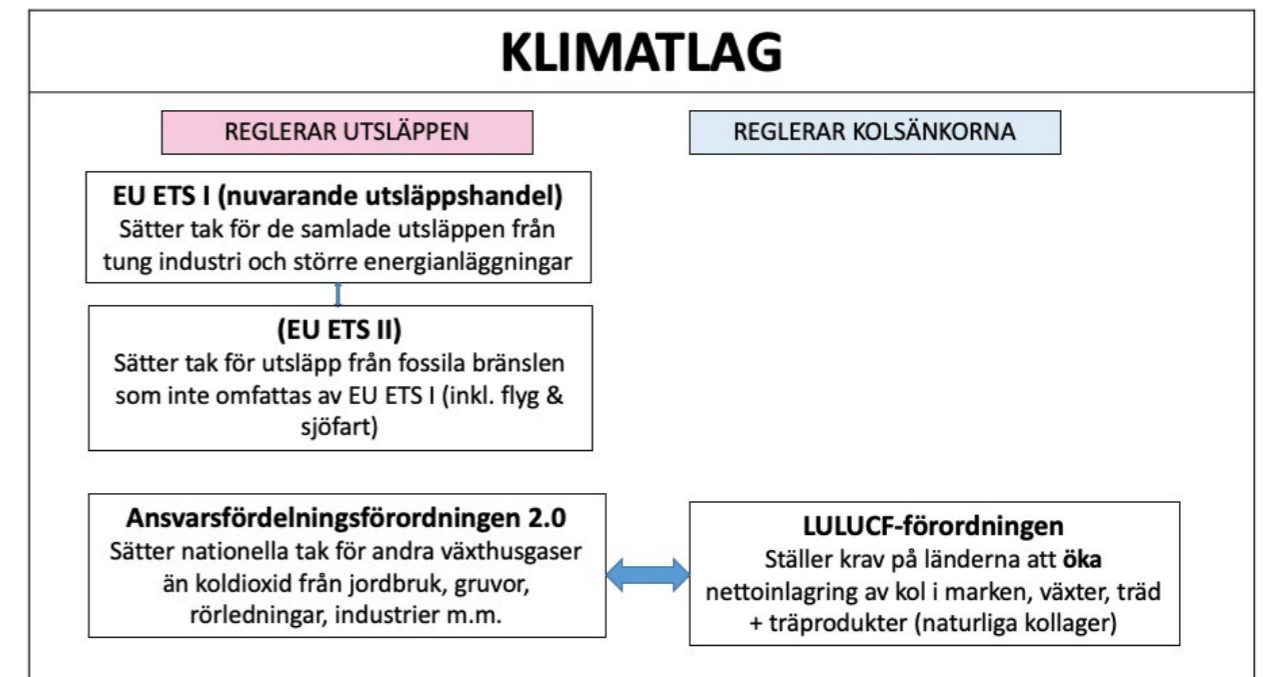 KLIMATLAG
REGLERAR UTSLÄPPEN
REGLERAR KOLSÄNKORNA
EU ETS I (nuvarande utsläppshandel)
Sätter tak för de samlade utsläppen från
tung industri och större energianläggningar
(EU ETS II)
Sätter tak för utsläpp från fossila bränslen
som inte omfattas av EU ETS I (inkl. flyg &
sjöfart)
Ansvarsfördelningsförordningen 2.0
Sätter nationella tak för andra växthusgaser
än koldioxid från jordbruk, gruvor,
rörledningar, industrier m.m.
LULUCF-förordningen
Ställer krav på länderna att öka
nettoinlagring av kol i marken, växter, träd
+ träprodukter (naturliga kollager)